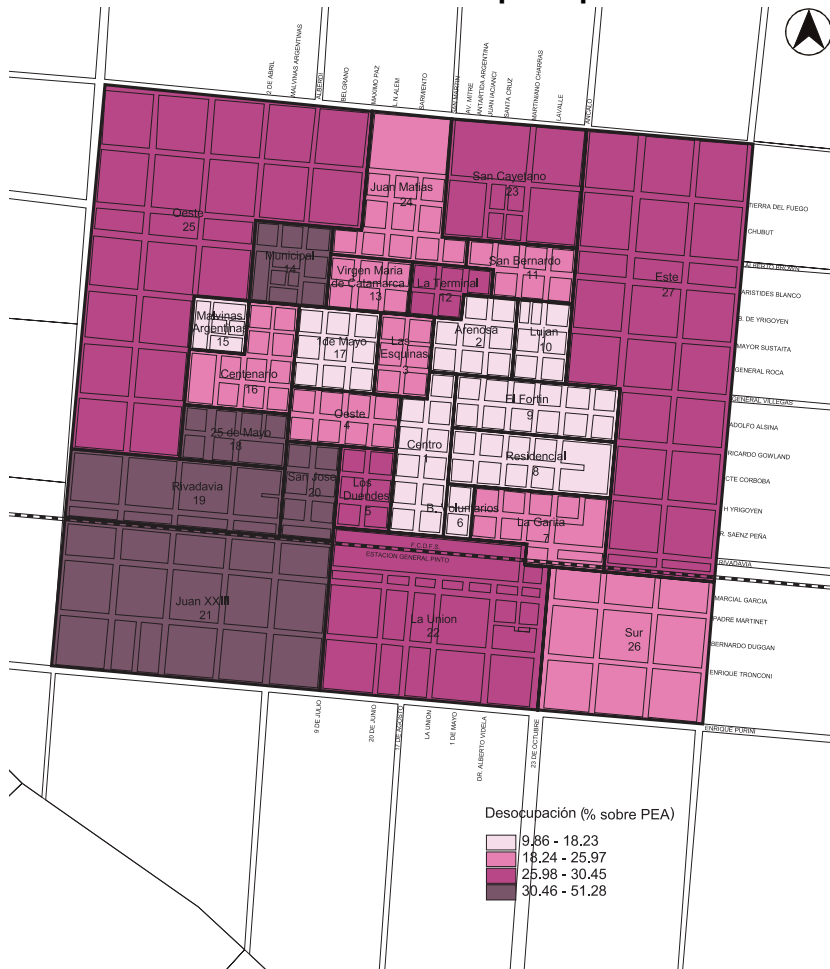 2 DE ABRIL
MALVINAS ARGENTINAS
ALBERDI
BELGRANO
MAXIMO PAZ
L.N.ALEM
SARMIENTO
SAN MARTIN
AV. MITRE
ANTARTIDA ARGENTINA
SANTA CRUZ
MARTINIANO CHARRAS
LAVALLE
ANCALO
Juan Matias
24
San Cayetano
23
Oeste
25
TIERRA DEL FUEGO
CHUBUT
Municipal
14
Virgen Maria
de Catamarca
13
La Terminal
12
San Bernardo
11
Este
27
ARISTIDES BLANCO
B. DE YRIGOYEN
MAYOR SUSTAITA
GENERAL ROCA
GENERAL VILLEGAS
ADOLFO ALSINA
RICARDO GOWLAND
CTE CORBOBA
H YRIGOYEN
R. SAENZ PEÑA
RIVADAVIA
Malvinas
Argentinas
15
1de Mayo
17
Las
Esquinas
3
Arenosa
2
Lujan
10
Centenario
16
El Fortin
9
Oeste
4
25 de Mayo
18
Centro
1
Residencial
8
Rivadavia
19
San Jose
20
Los
Duendes
5
B. Voluntarios
6
La Garita
7
F.C.D.F.S.
ESTACION GENERAL PINTO
Juan XXIII
21
La Union
22
Sur
26
MARCIAL GARCIA
PADRE MARTINET
BERNARDO DUGGAN
ENRIQUE TRONCONI
ENRIQUE PURINI
9 DE JULIO
20 DE JUNIO
17 DE AGOSTO
LA UNION
1 DE MAYO
DR. ALBERTO VIDELA
23 DE OCTUBRE
Desocupación (% sobre PEA)
9.86 - 18.23
18.24 - 25.97
25.98 - 30.45
30.46 - 51.28